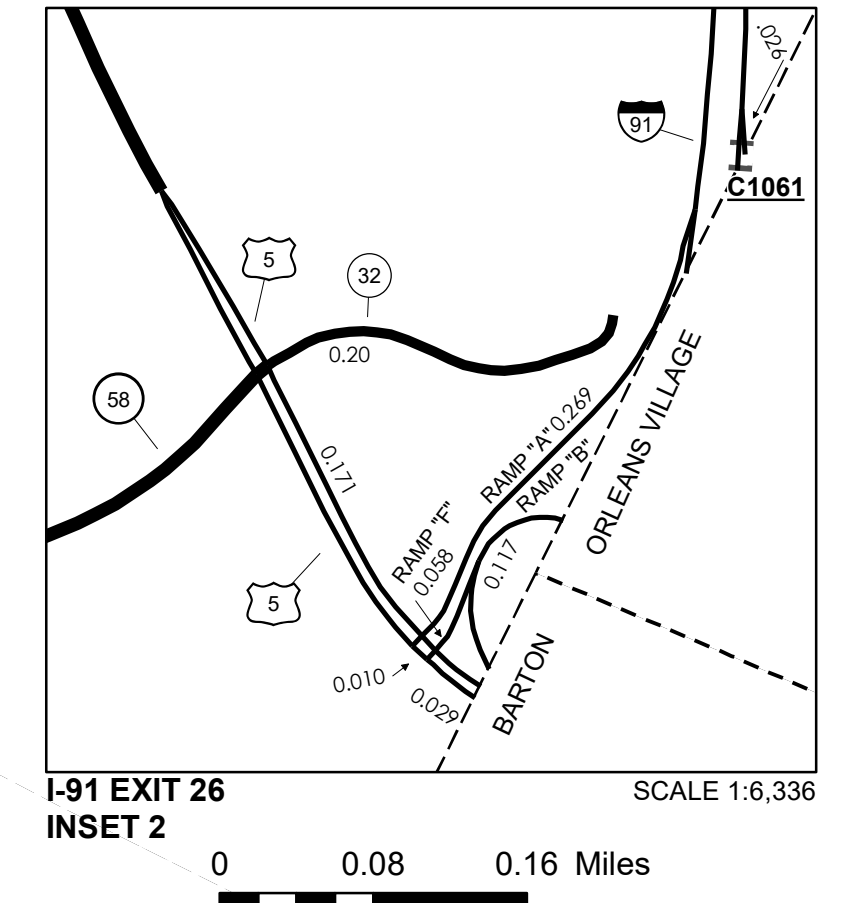 .026
91
C1061
5
32
0.20
58
0.171
RAMP "A" 0.269
RAMP "B"
ORLEANS VILLAGE
RAMP "F"
0.058
0.117
5
BARTON
0.010
0.029
I-91 EXIT 26
SCALE 1:6,336
INSET 2
0 0.08 0.16 Miles